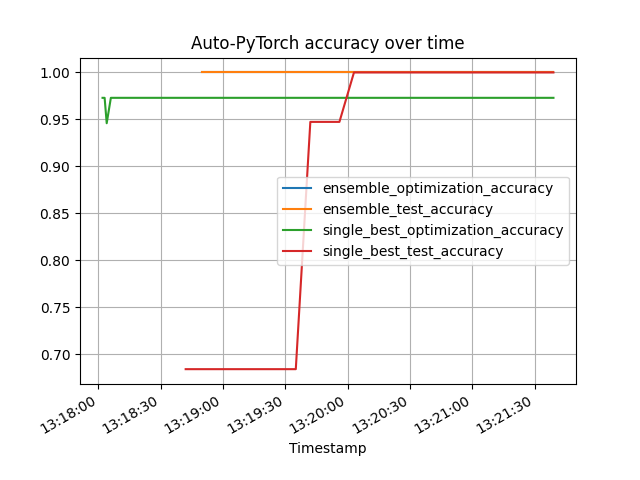 Auto-PyTorch accuracy over time
1.00
0.95
0.90
0.85
0.80
0.75
0.70
ensemble_optimization_accuracy
ensemble_test_accuracy
single_best_optimization_accuracy
single_best_test_accuracy
13:18:00
13:18:30
13:19:00
13:19:30
13:20:00
13:20:30
13:21:00
13:21:30
Timestamp